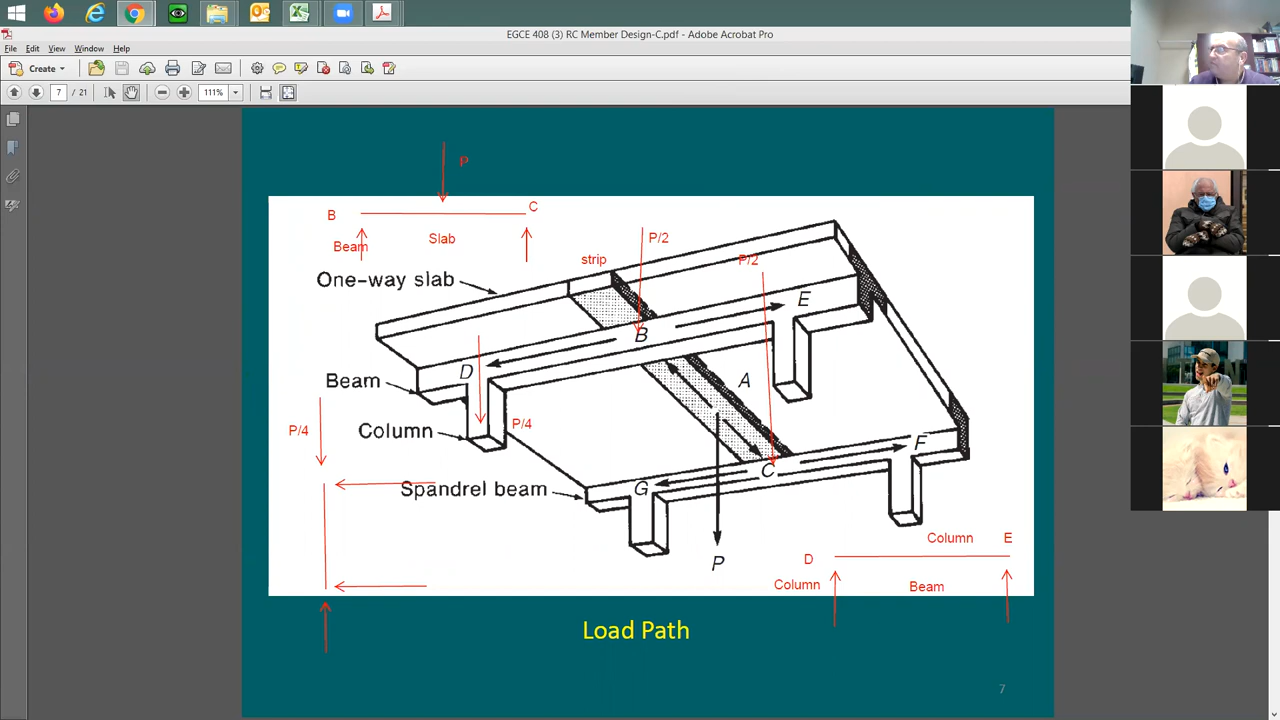 EGCE 408 (3) RC Member Design-C.pdf - Adobe Acrobat Pro
File Edit View Window Help
Create
7 / 21
111%
P
B
C
Beam
Slab
P/2
strip
P/2
One-way slab
E
B
D
A
Beam
P/4
P/4
Column
F
C
G
Spandrel beam
P
Column
E
D
Column
Beam
Load Path
7